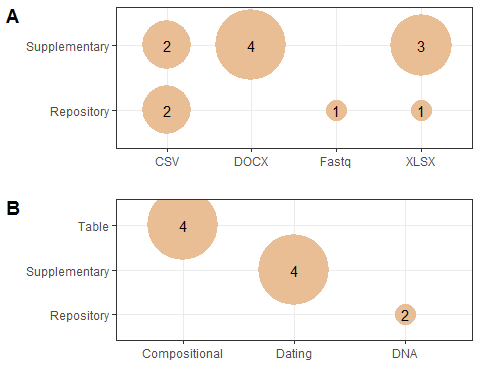 A
Supplementary 2 4 3
Repository 2 1 1
CSV DOCX Fastq XLSX
B
Table 4
Supplementary 4
Repository 2
Compositional Dating DNA